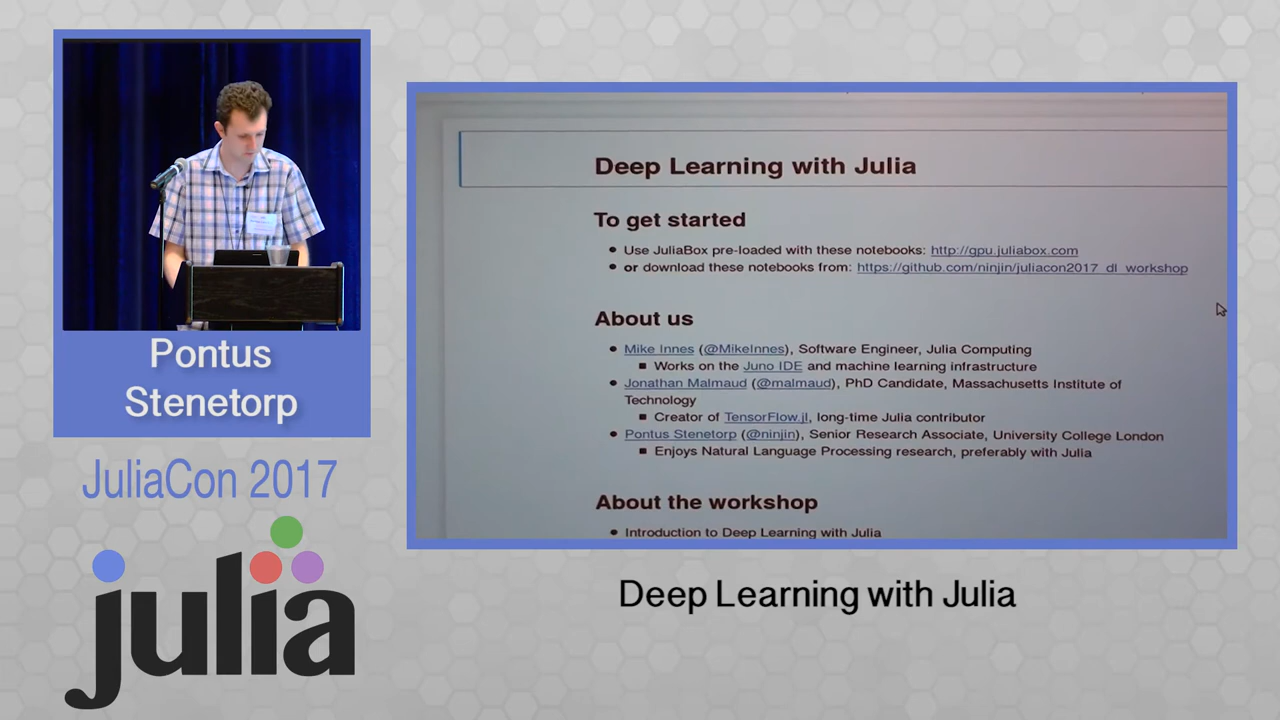 Pontus
Stenetorp
JuliaCon 2017
julia
Deep Learning with Julia
To get started
• Use JuliaBox pre-loaded with these notebooks: http://gpu.juliabox.com
• or download these notebooks from: https://github.com/ninjin/juliacon2017_dl_workshop
About us
• Mike Innes (@MikeInnes), Software Engineer, Julia Computing
▪ Works on the Juno IDE and machine learning infrastructure
• Jonathan Malmaud (@malmaud), PhD Candidate, Massachusetts Institute of
Technology
▪ Creator of TensorFlow.jl, long-time Julia contributor
• Pontus Stenetorp (@ninjin), Senior Research Associate, University College London
▪ Enjoys Natural Language Processing research, preferably with Julia
About the workshop
• Introduction to Deep Learning with Julia
Deep Learning with Julia